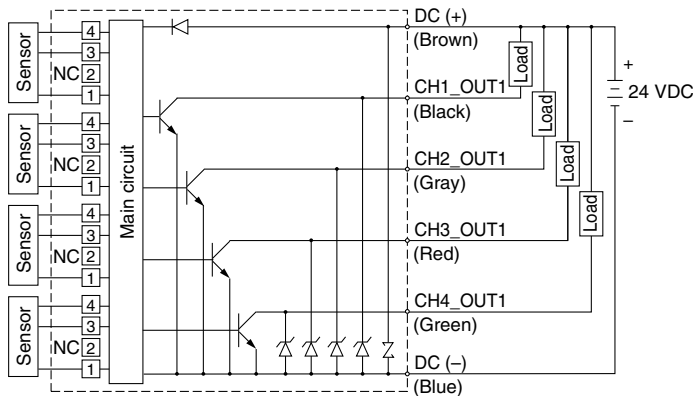 DC (+)
(Brown)
Sensor
4
3
NC 2
1
Sensor
4
3
NC 2
1
Sensor
4
3
NC 2
1
Sensor
4
3
NC 2
1
Main circuit
CH1_OUT1
(Black)
CH2_OUT1
(Gray)
CH3_OUT1
(Red)
CH4_OUT1
(Green)
DC (–)
(Blue)
Load
Load
Load
Load
+
24 VDC
–